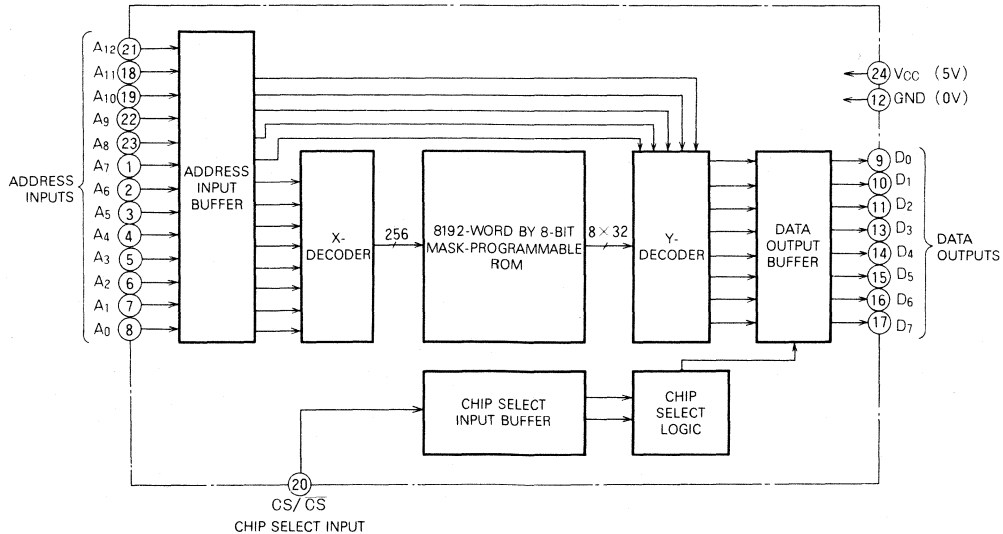 ADDRESS
INPUTS
A12 21
A11 18
A10 19
A9 22
A8 23
A7 1
A6 2
A5 3
A4 4
A3 5
A2 6
A1 7
A0 8
ADDRESS
INPUT
BUFFER
X-
DECODER
256
8192-WORD BY 8-BIT
MASK-PROGRAMMABLE
ROM
8×32
Y-
DECODER
DATA
OUTPUT
BUFFER
24 VCC (5V)
12 GND (0V)
9 D0
10 D1
11 D2
13 D3
14 D4
15 D5
16 D6
17 D7
DATA
OUTPUTS
CHIP SELECT
INPUT BUFFER
CHIP
SELECT
LOGIC
20
CS/C̅S̅
CHIP SELECT INPUT